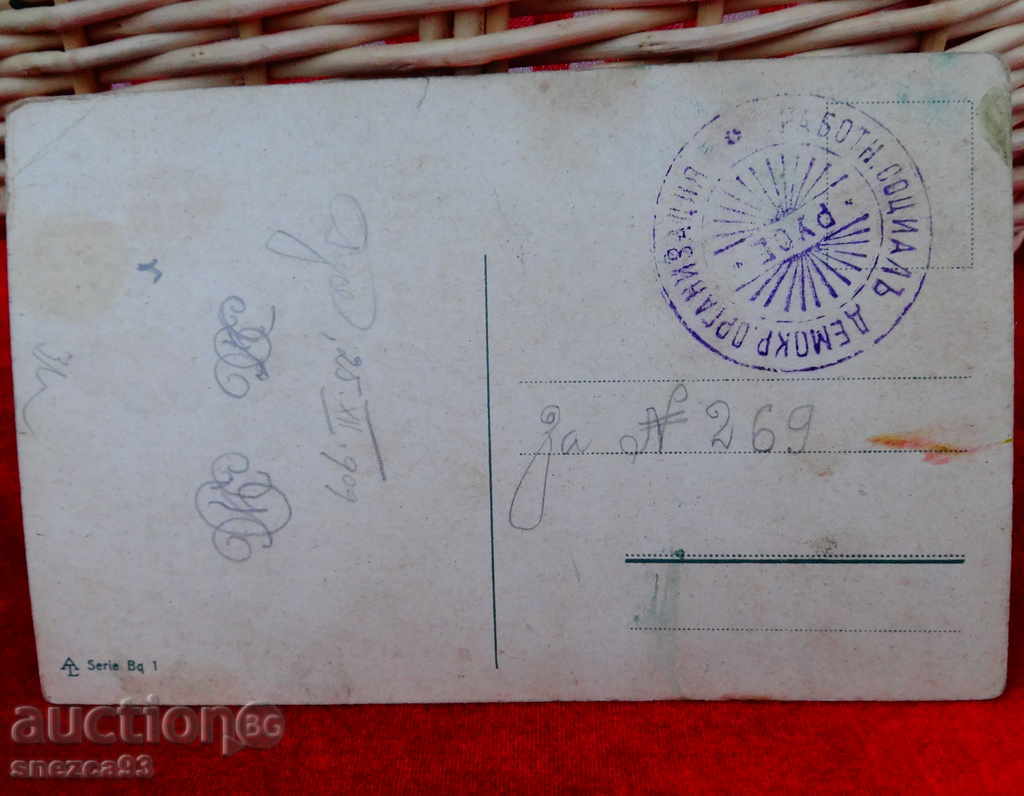 РАБОТН. СОЦИАЛЪ ДЕМОКР. ОРГАНИЗАЦИЯ
Русе, 25.XII.909
За № 269
Serie Bq 1
auctionBG
snezca93